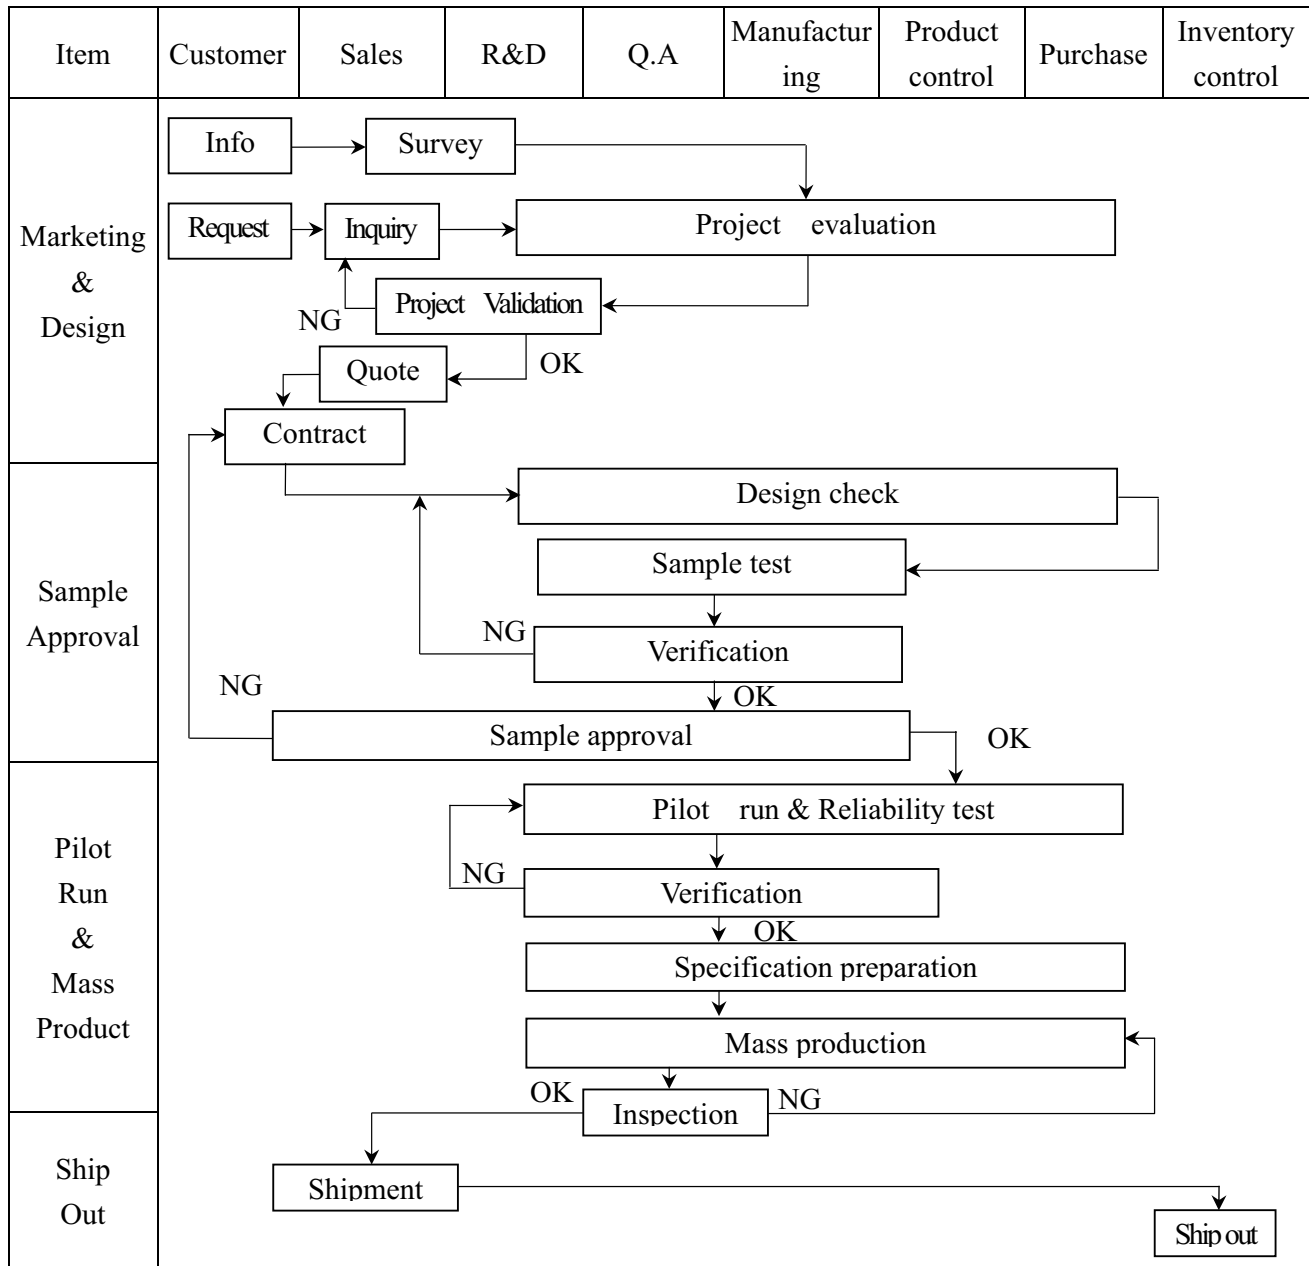 Item
Customer
Sales
R&D
Q.A
Manufactur
ing
Product
control
Purchase
Inventory
control
Marketing
&
Design
Info
Survey
Request
Inquiry
Project evaluation
Project Validation
NG
OK
Quote
Contract
Sample
Approval
Design check
Sample test
NG
Verification
NG
OK
Sample approval
OK
Pilot
Run
&
Mass
Product
Pilot run & Reliability test
NG
Verification
OK
Specification preparation
Mass production
OK
Inspection
NG
Ship
Out
Shipment
Ship out